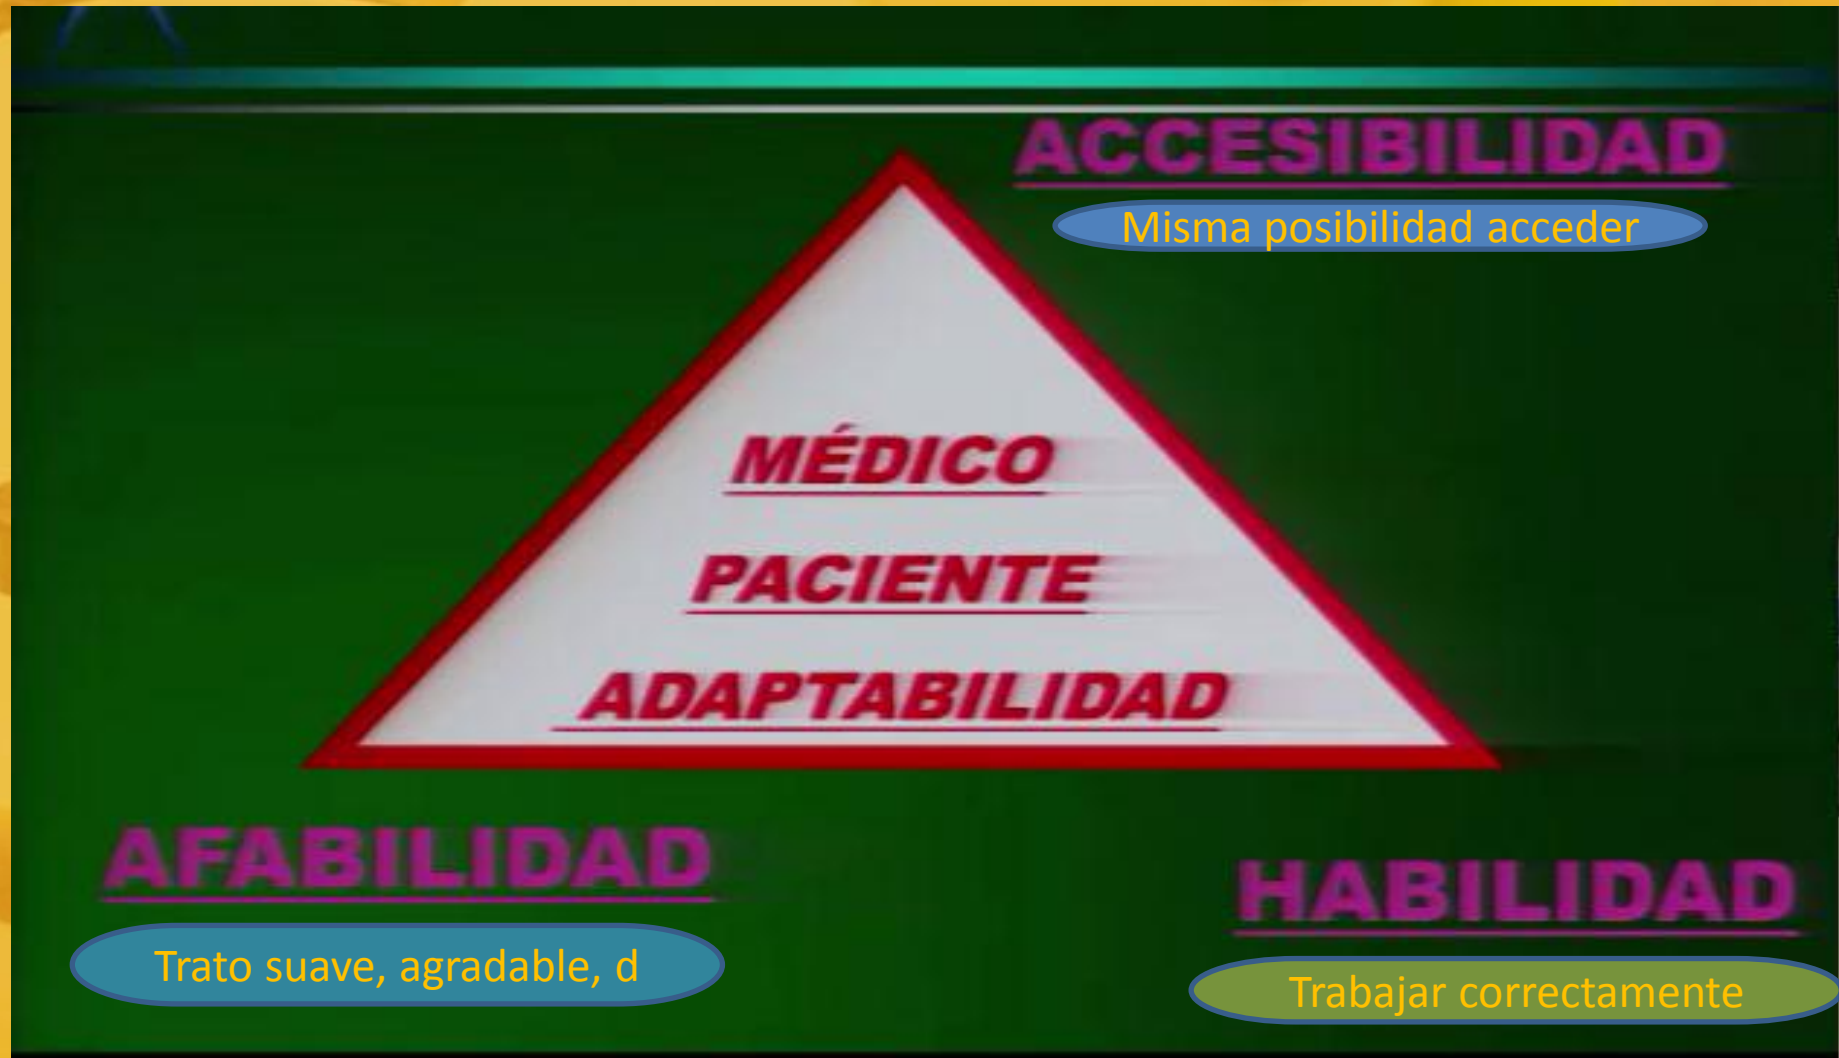 ACCESIBILIDAD
Misma posibilidad acceder
MÉDICO
PACIENTE
ADAPTABILIDAD
AFABILIDAD
Trato suave, agradable, d
HABILIDAD
Trabajar correctamente